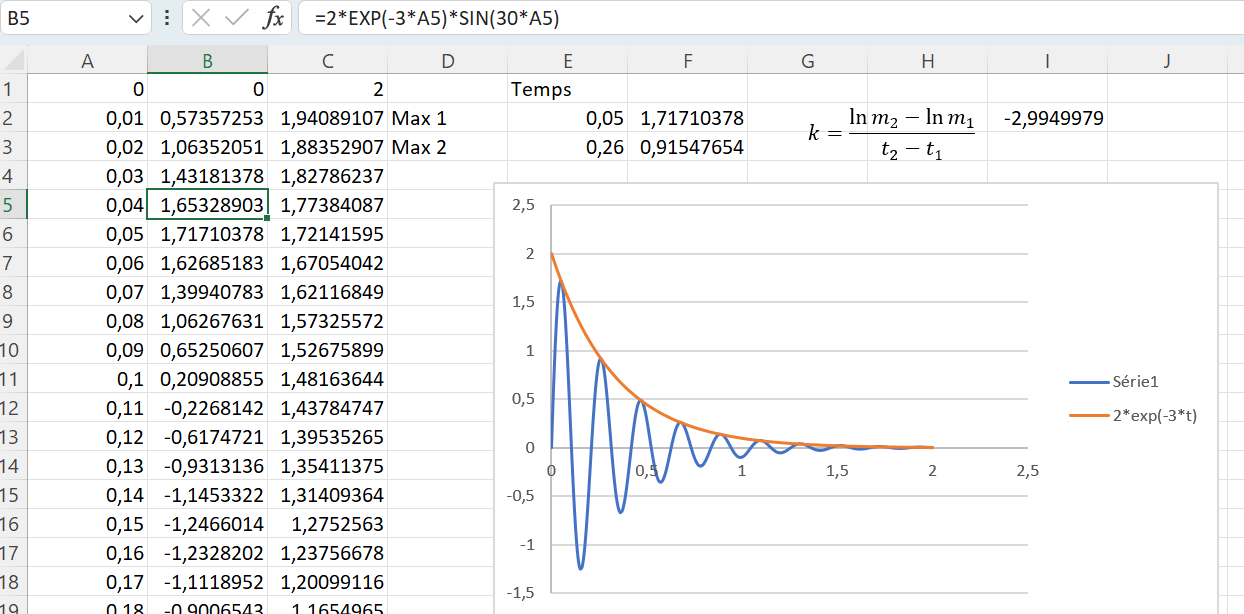 B5 fx =2*EXP(-3*A5)*SIN(30*A5)
A B C D E F G H I J
1 0 0 2 Temps
2 0,01 0,57357253 1,94089107 Max 1 0,05 1,71710378 k = (ln m₂ − ln m₁)/(t₂ − t₁) -2,9949979
3 0,02 1,06352051 1,88352907 Max 2 0,26 0,91547654
4 0,03 1,43181378 1,82786237
5 0,04 1,65328903 1,77384087
6 0,05 1,71710378 1,72141595
7 0,06 1,62685183 1,67054042
8 0,07 1,39940783 1,62116849
9 0,08 1,06267631 1,57325572
10 0,09 0,65250607 1,52675899
11 0,1 0,20908855 1,48163644
12 0,11 -0,2268142 1,43784747
13 0,12 -0,6174721 1,39535265
14 0,13 -0,9313136 1,35411375
15 0,14 -1,1453322 1,31409364
16 0,15 -1,2466014 1,2752563
17 0,16 -1,2328202 1,23756678
18 0,17 -1,1118952 1,20099116
19 0,18 -0,9006543 1,1654965
2,5
2
1,5
1
0,5
0
-0,5
-1
-1,5
0 0,5 1 1,5 2 2,5
Série1
2*exp(-3*t)